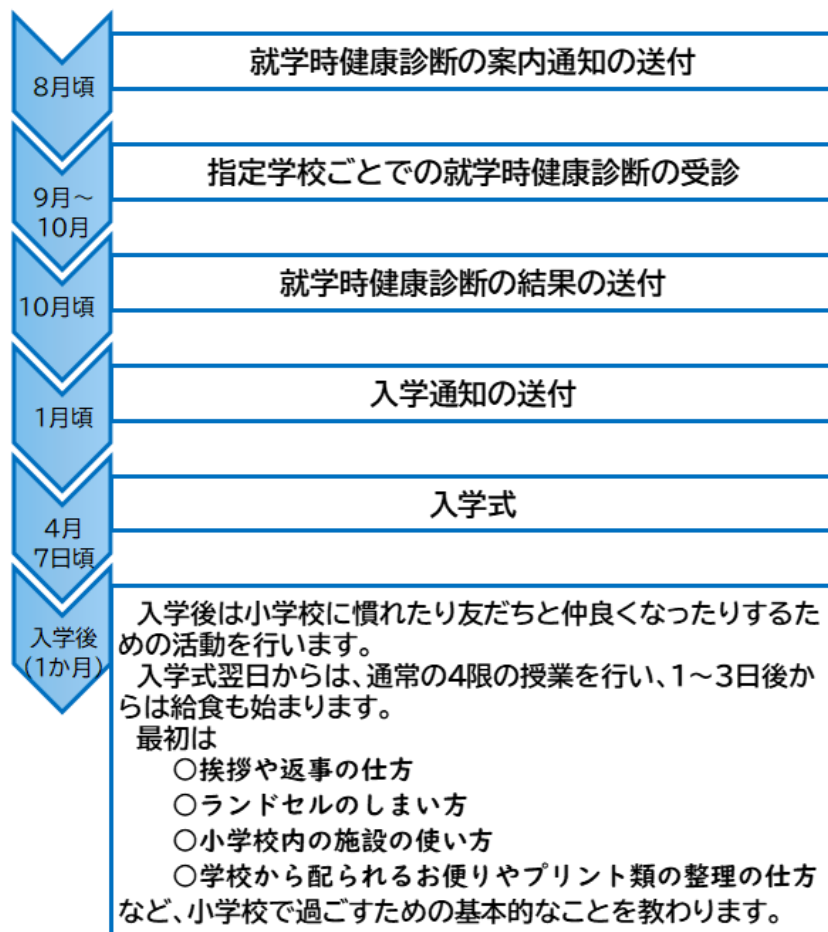 8月頃
就学時健康診断の案内通知の送付
9月～
10月
指定学校ごとでの就学時健康診断の受診
10月頃
就学時健康診断の結果の送付
1月頃
入学通知の送付
4月
7日頃
入学式
入学後
(1か月)
入学後は小学校に慣れたり友だちと仲良くなったりするた
めの活動を行います。
入学式翌日からは、通常の4限の授業を行い、1～3日後か
らは給食も始まります。
最初は
○挨拶や返事の仕方
○ランドセルのしまい方
○小学校内の施設の使い方
○学校から配られるお便りやプリント類の整理の仕方
など、小学校で過ごすための基本的なことを教わります。